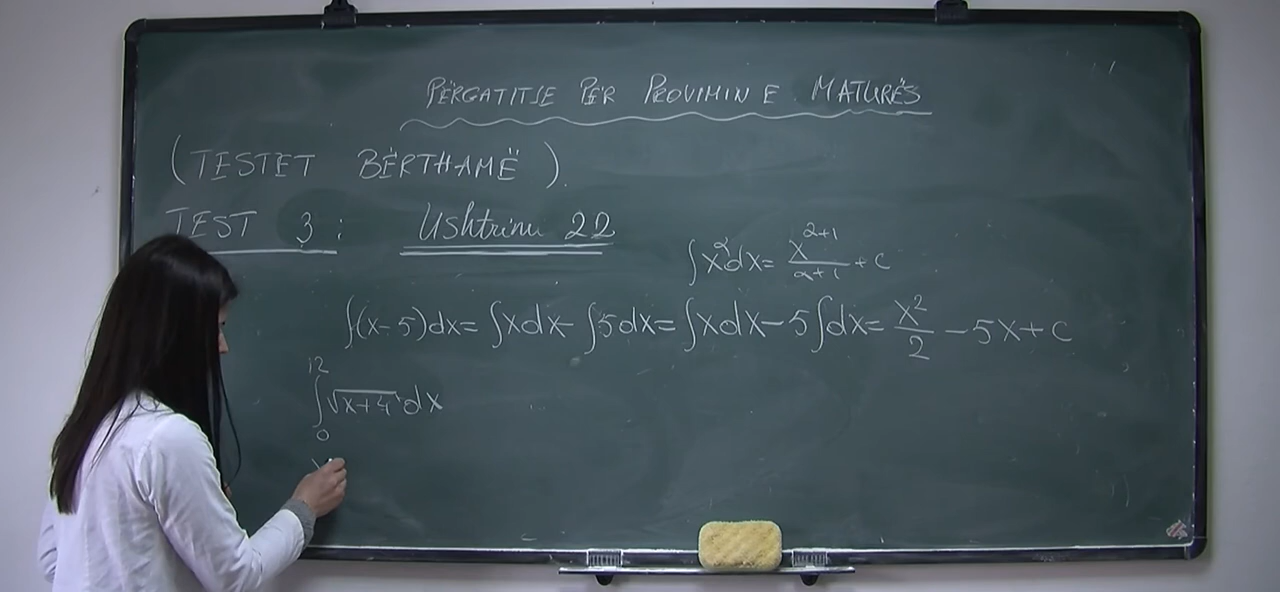 PËRGATITJE PËR PROVIMIN E MATURËS
(TESTET BËRTHAMË).
TEST 3: Ushtrimi 22
∫x^α dx = x^(α+1)/(α+1) + c
∫(x-5)dx = ∫xdx - ∫5dx = ∫xdx - 5∫dx = x²/2 - 5x + c
∫₀¹² √(x+4) dx